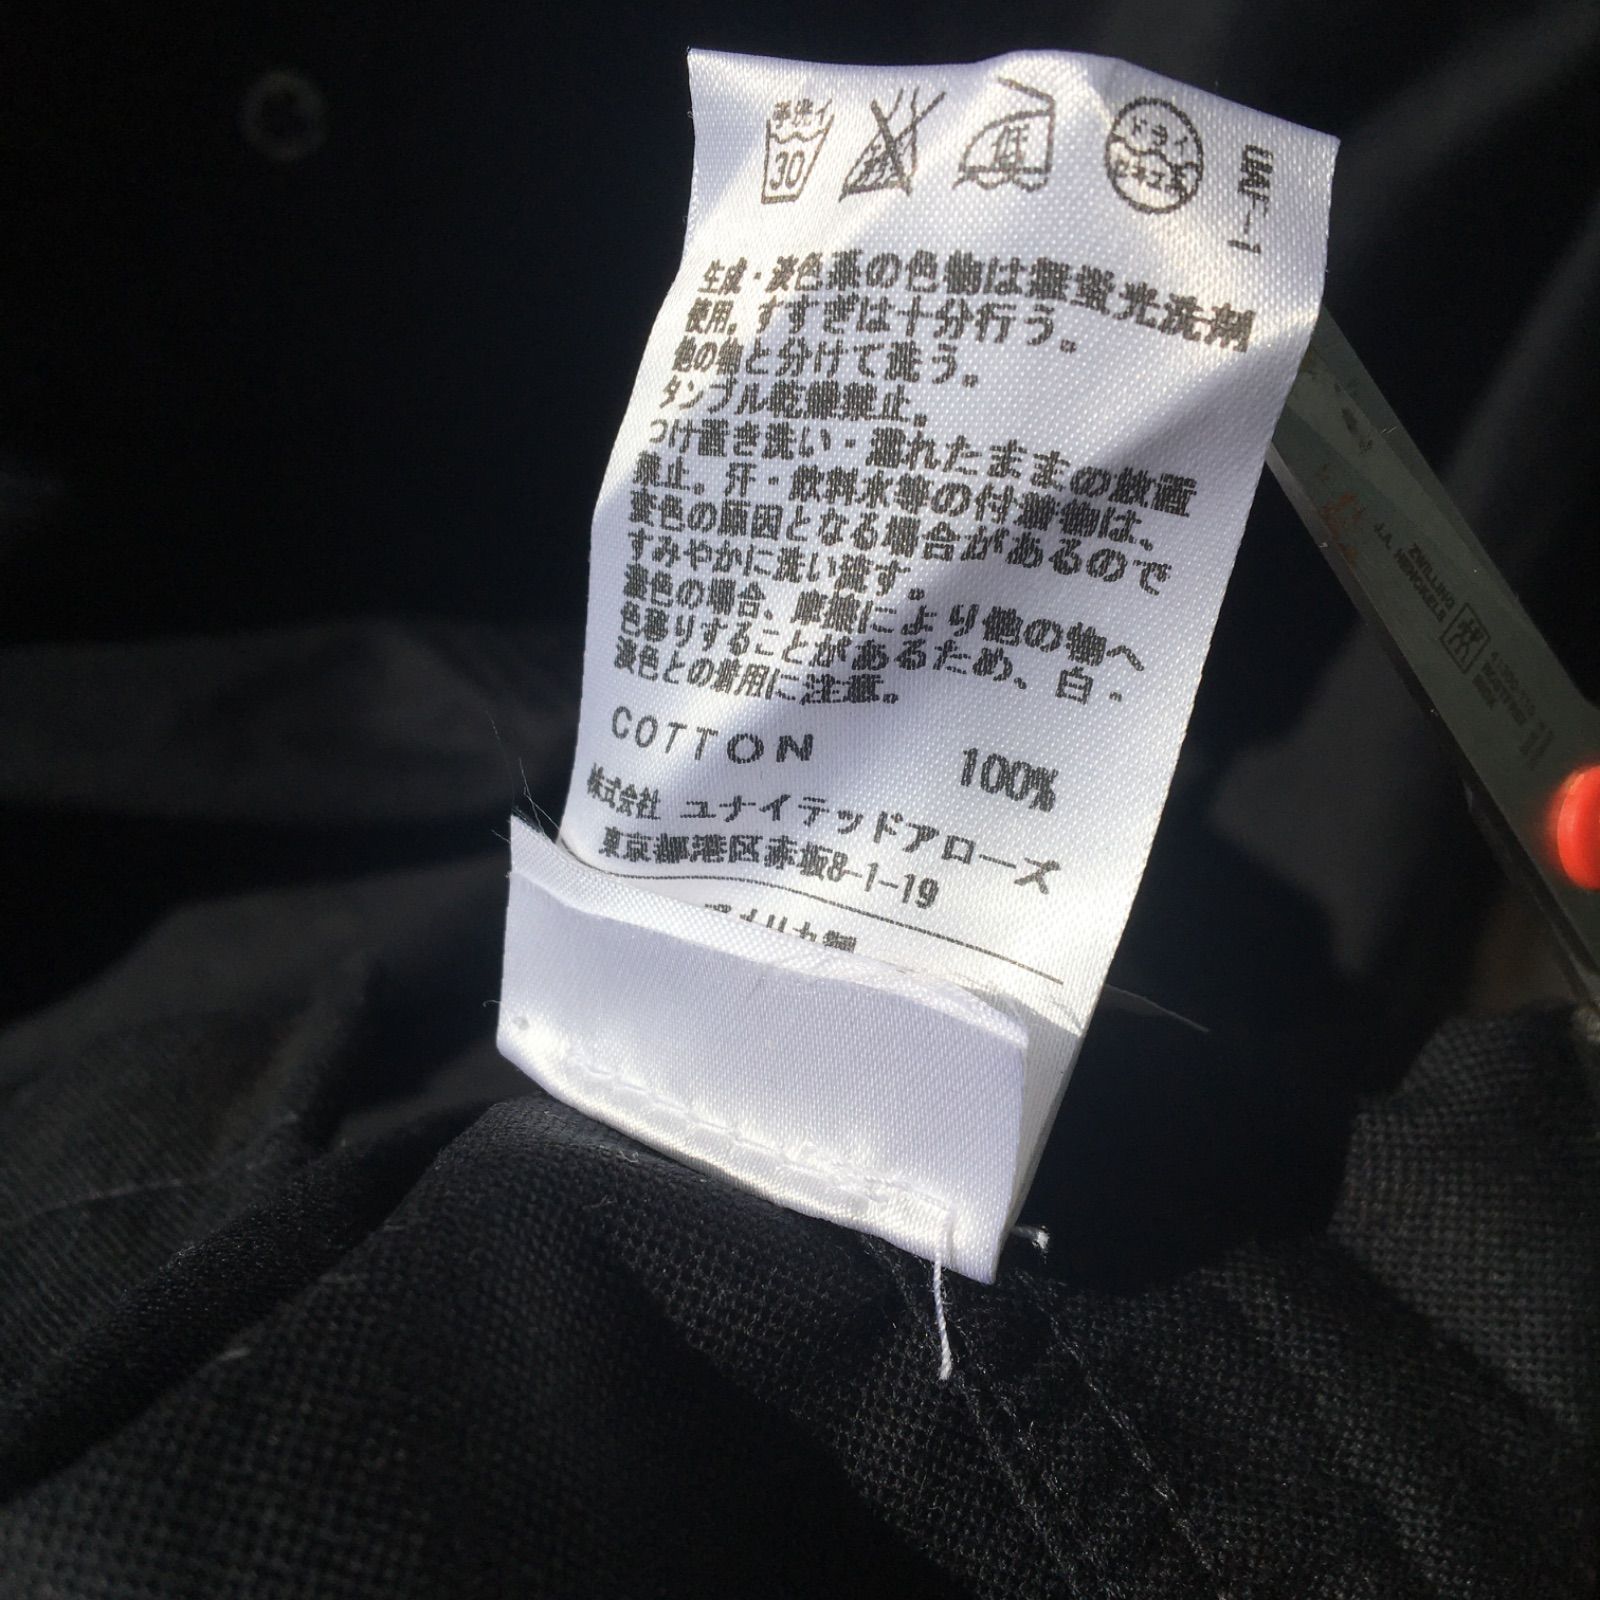 手洗イ
30
低
ドライ
セキユ系
生成・淡色系の色物は無蛍光洗剤
使用。すすぎは十分行う。
他の物と分けて洗う。
タンブル乾燥禁止。
つけ置き洗い・濡れたままの放置
禁止。汗・飲料水等の付着物は、
変色の原因となる場合があるので
すみやかに洗い流す。
濃色の場合、摩擦により他の物へ
色移りすることがあるため、白・
淡色との着用に注意。
COTTON 100%
株式会社 ユナイテッドアローズ
東京都港区赤坂8-1-19
アメリカ製
ZWILLING
J.A. HENCKELS